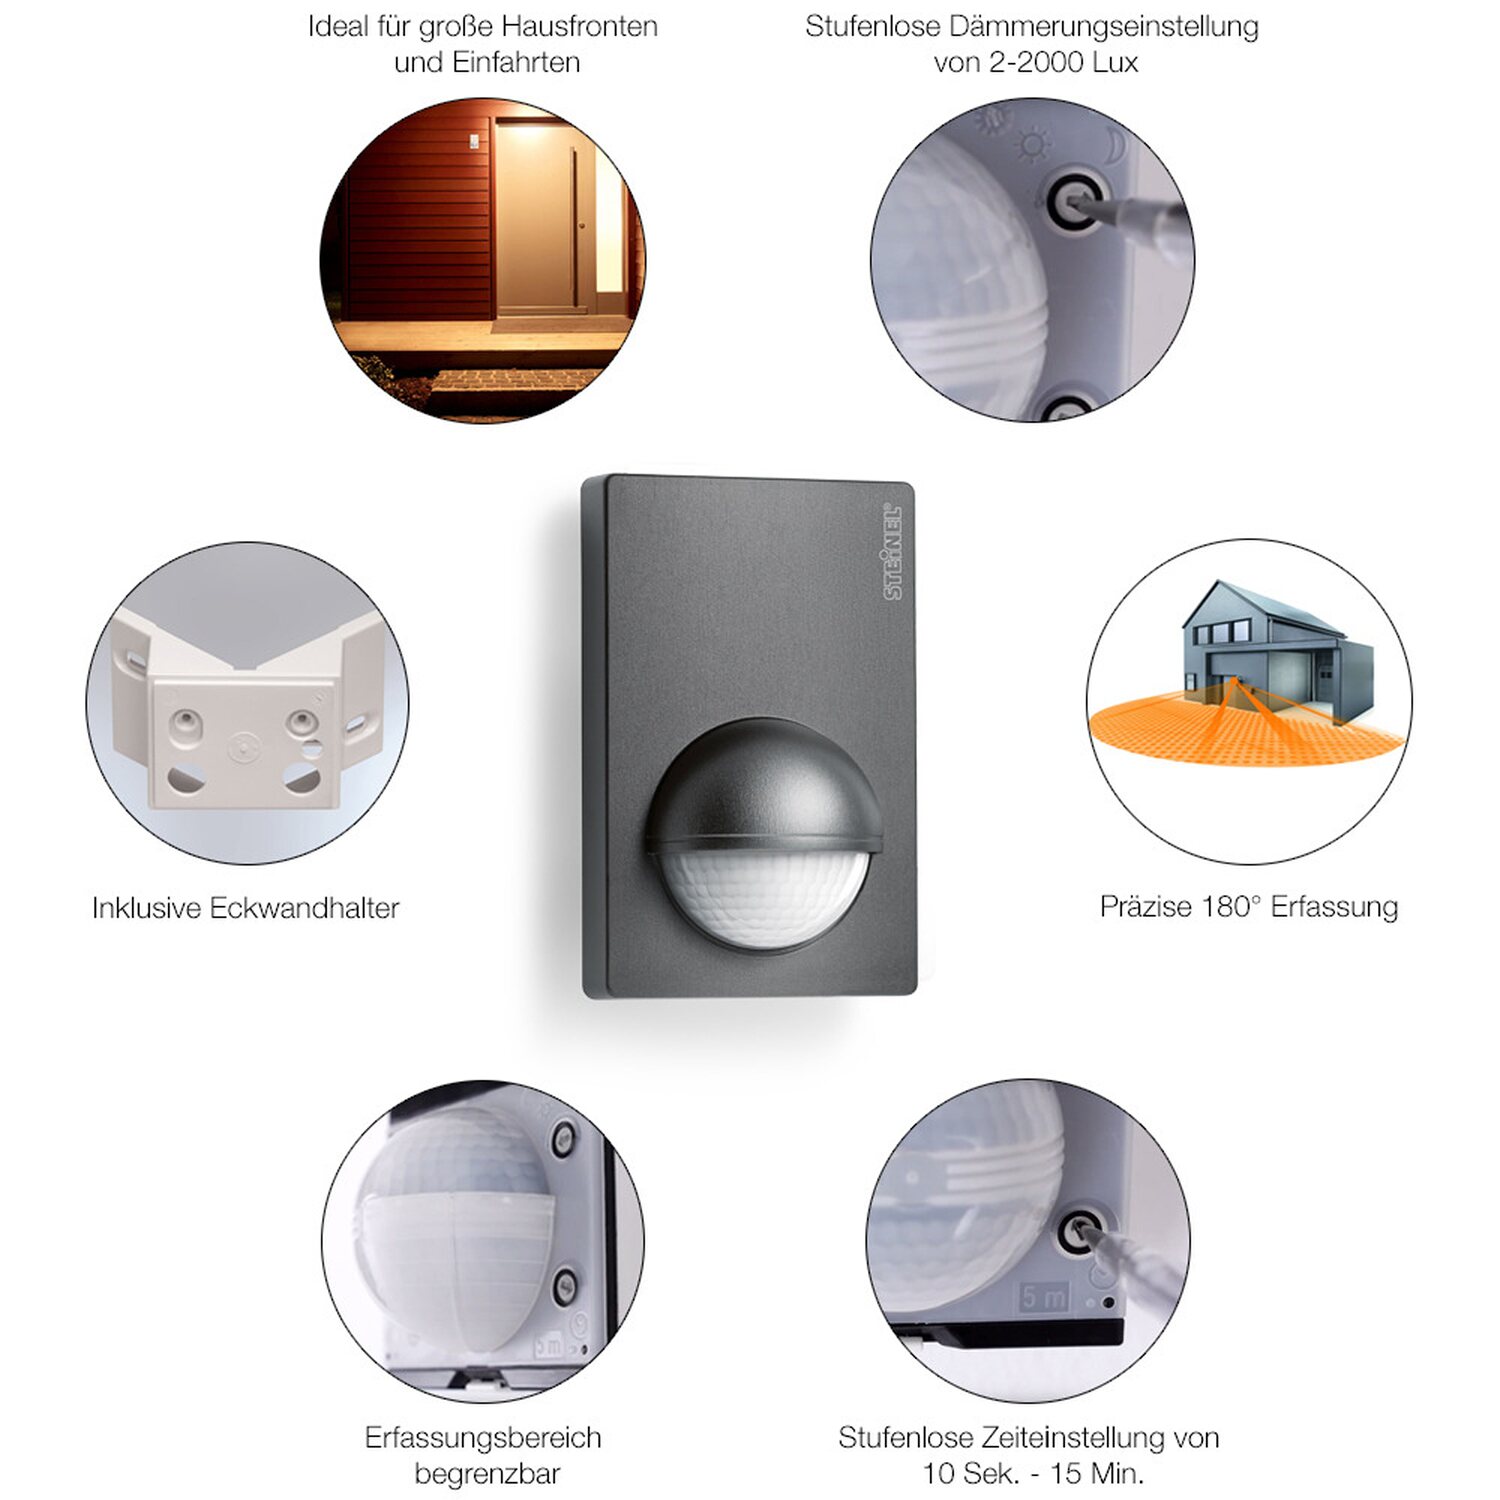 Ideal für große Hausfronten
und Einfahrten
Stufenlose Dämmerungseinstellung
von 2-2000 Lux
STEINEL®
Inklusive Eckwandhalter
Präzise 180° Erfassung
5 m
5 m
Erfassungsbereich
begrenzbar
Stufenlose Zeiteinstellung von
10 Sek. - 15 Min.